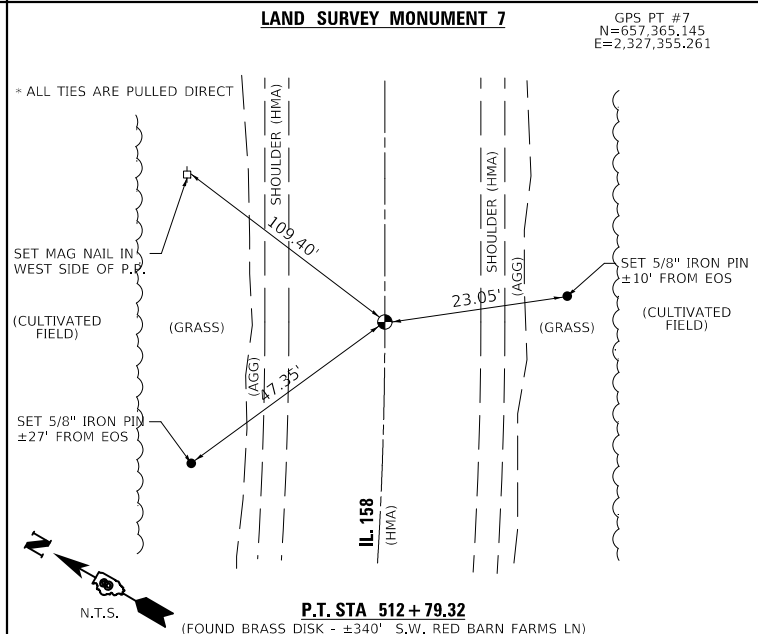 LAND SURVEY MONUMENT 7
GPS PT #7
N=657,365.145
E=2,327,355.261
* ALL TIES ARE PULLED DIRECT
SHOULDER (HMA)
SHOULDER (HMA)
109.40'
SET MAG NAIL IN
WEST SIDE OF P.P.
SET 5/8" IRON PIN
±10' FROM EOS
(AGG)
23.05'
(CULTIVATED
FIELD)
(GRASS)
(GRASS)
(CULTIVATED
FIELD)
(AGG)
47.35'
SET 5/8" IRON PIN
±27' FROM EOS
IL. 158
(HMA)
N
N.T.S.
P.T. STA 512+79.32
(FOUND BRASS DISK - ±340' S.W. RED BARN FARMS LN)